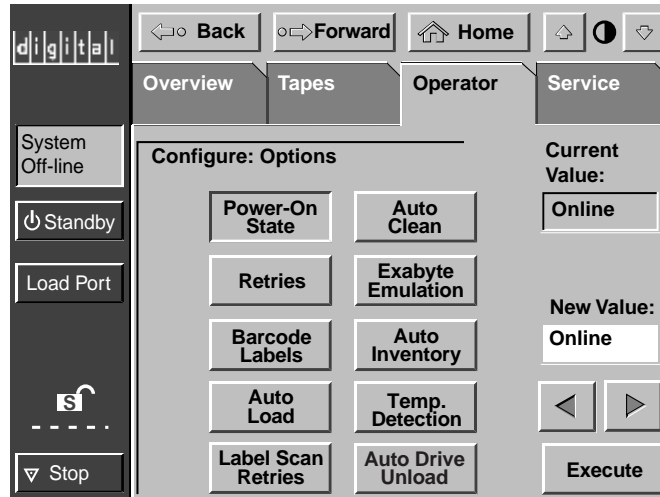 digital
Back Forward Home
Overview Tapes Operator Service
System
Off-line
Standby
Load Port
S
Stop
Configure: Options
Power-On
State
Auto
Clean
Retries
Exabyte
Emulation
Barcode
Labels
Auto
Inventory
Auto
Load
Temp.
Detection
Label Scan
Retries
Auto Drive
Unload
Current
Value:
Online
New Value:
Online
Execute